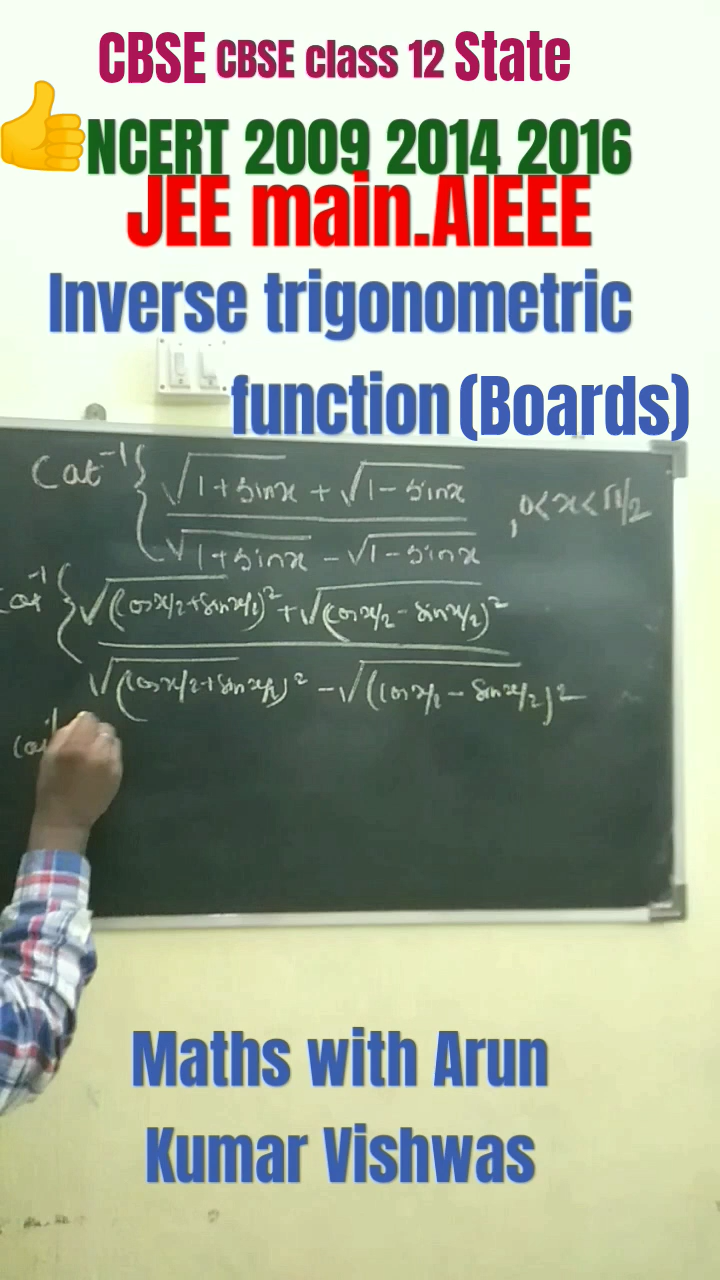 CBSE CBSE class 12 State
NCERT 2009 2014 2016
JEE main.AIEEE
Inverse trigonometric
function (Boards)
Cot⁻¹ { √1+sinx + √1-sinx
√1+sinx - √1-sinx , 0<x<π/2
Cot⁻¹ { √(cosx/2+sinx/2)² + √(cosx/2 - sinx/2)²
√(cosx/2+sinx/2)² - √(cosx/2 - sinx/2)²
Maths with Arun
Kumar Vishwas